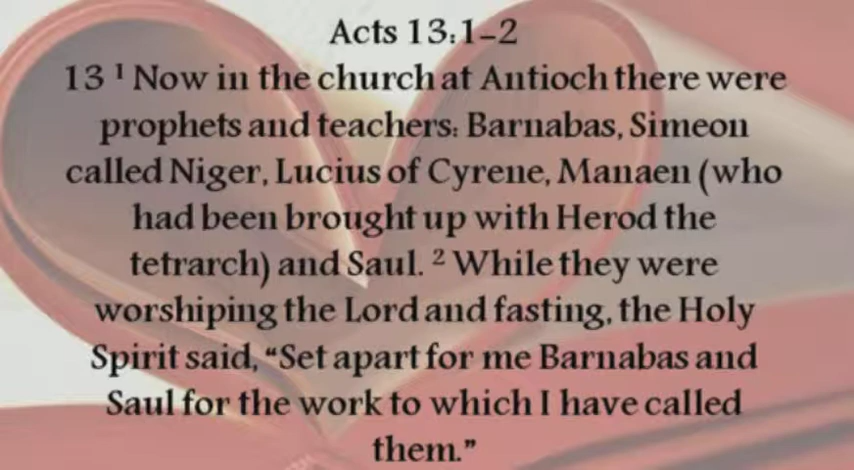 Acts 13:1-2
13 ¹ Now in the church at Antioch there were
prophets and teachers: Barnabas, Simeon
called Niger, Lucius of Cyrene, Manaen (who
had been brought up with Herod the
tetrarch) and Saul. ² While they were
worshiping the Lord and fasting, the Holy
Spirit said, “Set apart for me Barnabas and
Saul for the work to which I have called
them.”